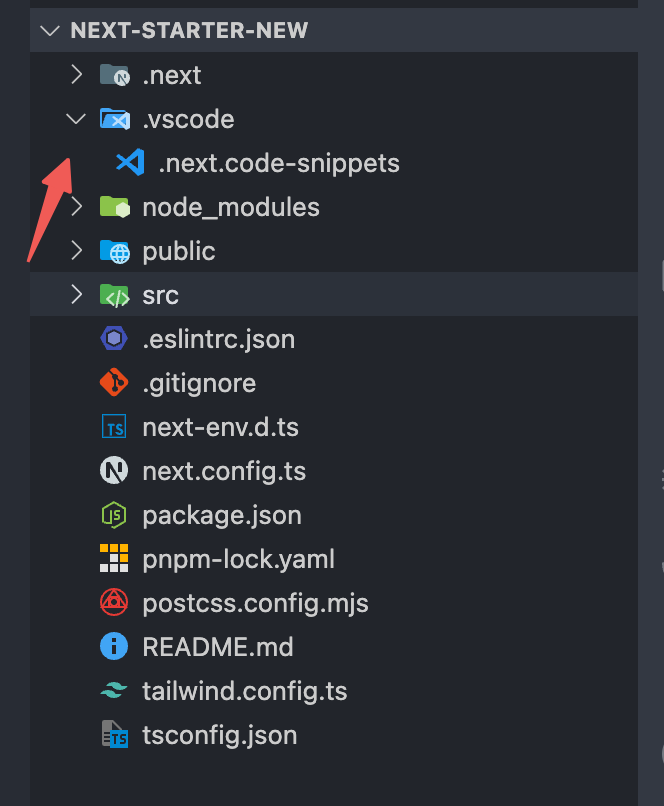 NEXT-STARTER-NEW
.next
.vscode
.next.code-snippets
node_modules
public
src
.eslintrc.json
.gitignore
next-env.d.ts
next.config.ts
package.json
pnpm-lock.yaml
postcss.config.mjs
README.md
tailwind.config.ts
tsconfig.json